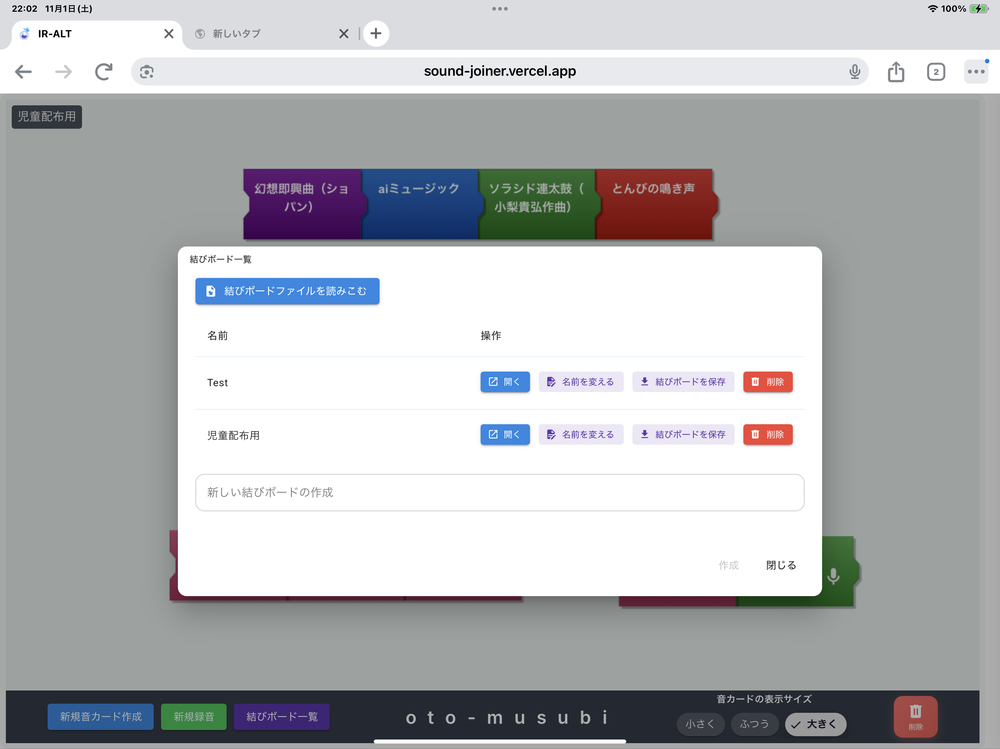 22:02 11月1日(土)
100%
IR-ALT
新しいタブ
sound-joiner.vercel.app
2
児童配布用
幻想即興曲（ショ
パン）
aiミュージック
ソラシド連太鼓（
小梨貴弘作曲）
とんびの鳴き声
結びボード一覧
結びボードファイルを読みこむ
名前
操作
Test
開く
名前を変える
結びボードを保存
削除
児童配布用
開く
名前を変える
結びボードを保存
削除
新しい結びボードの作成
作成
閉じる
新規音カード作成
新規録音
結びボード一覧
oto-musubi
音カードの表示サイズ
小さく
ふつう
大きく
削除